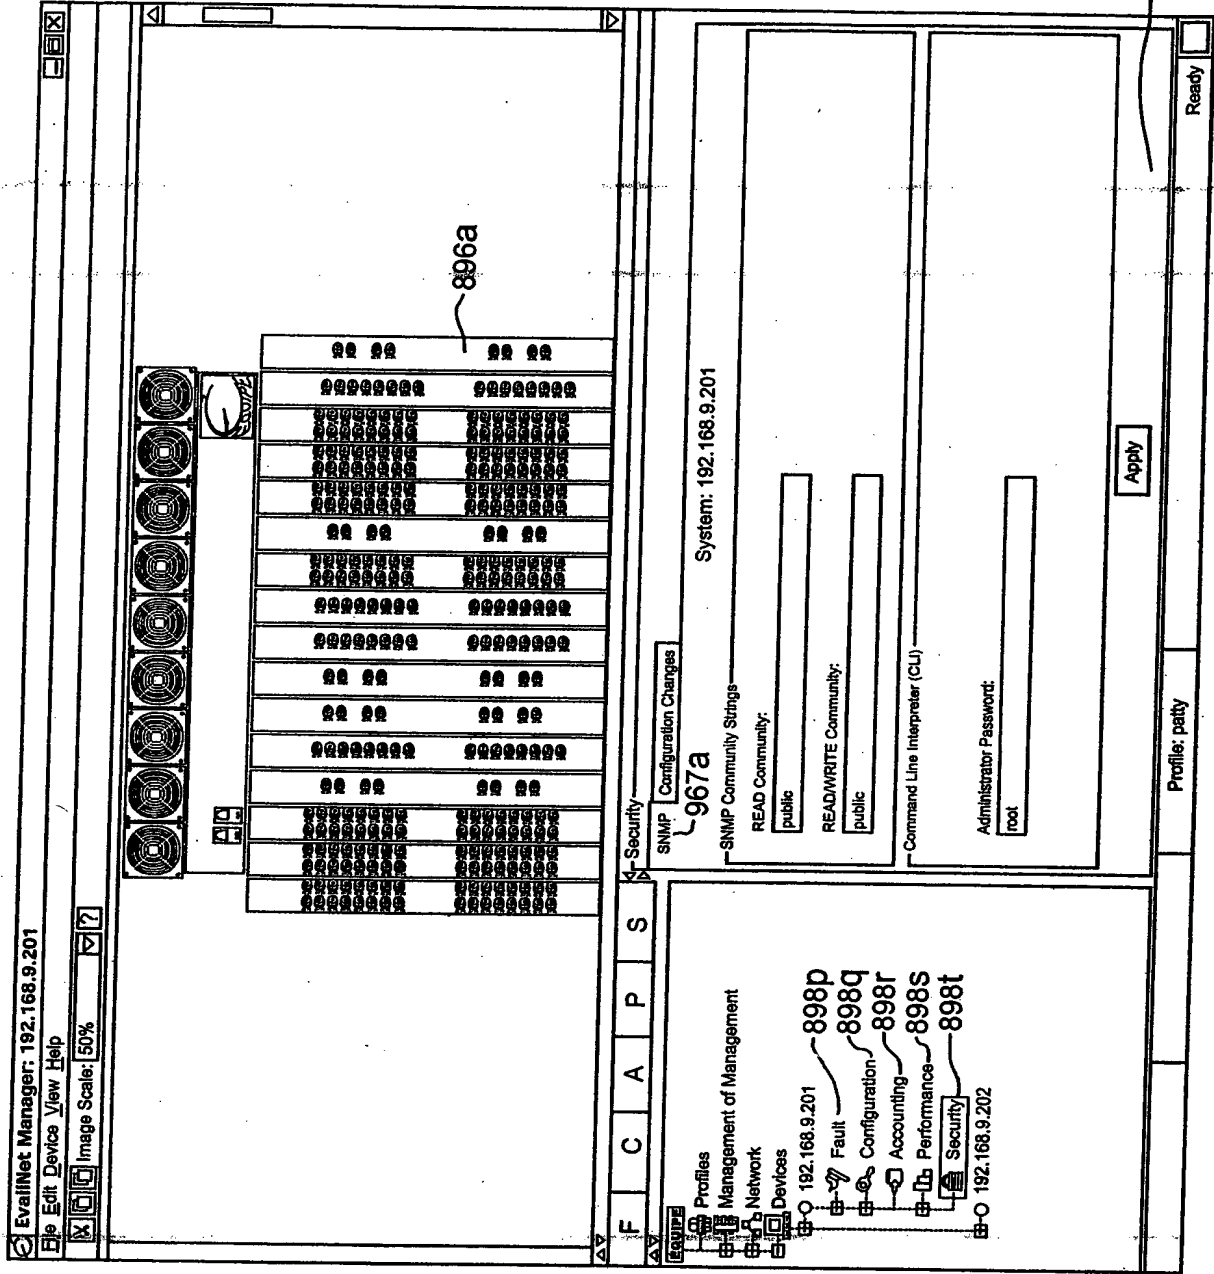 EvailNet Manager: 192.168.9.201
File Edit Device View Help
Image Scale: 50%
?
896a
F C A P S
ÉQUIPE
Profiles
Management of Management
Network
Devices
192.168.9.201
Fault
898p
Configuration
898q
Accounting
898r
Performance
898s
Security
898t
192.168.9.202
Security
SNMP Configuration Changes
967a
System: 192.168.9.201
SNMP Community Strings
READ Community:
public
READ/WRITE Community:
public
Command Line Interpreter (CLI)
Administrator Password:
root
Apply
Profile: patty
Ready